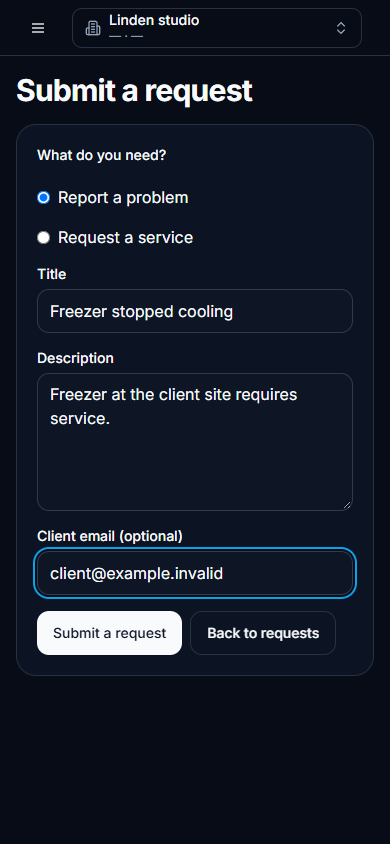 Linden studio
— · —
Submit a request
What do you need?
Report a problem
Request a service
Title
Freezer stopped cooling
Description
Freezer at the client site requires
service.
Client email (optional)
client@example.invalid
Submit a request
Back to requests